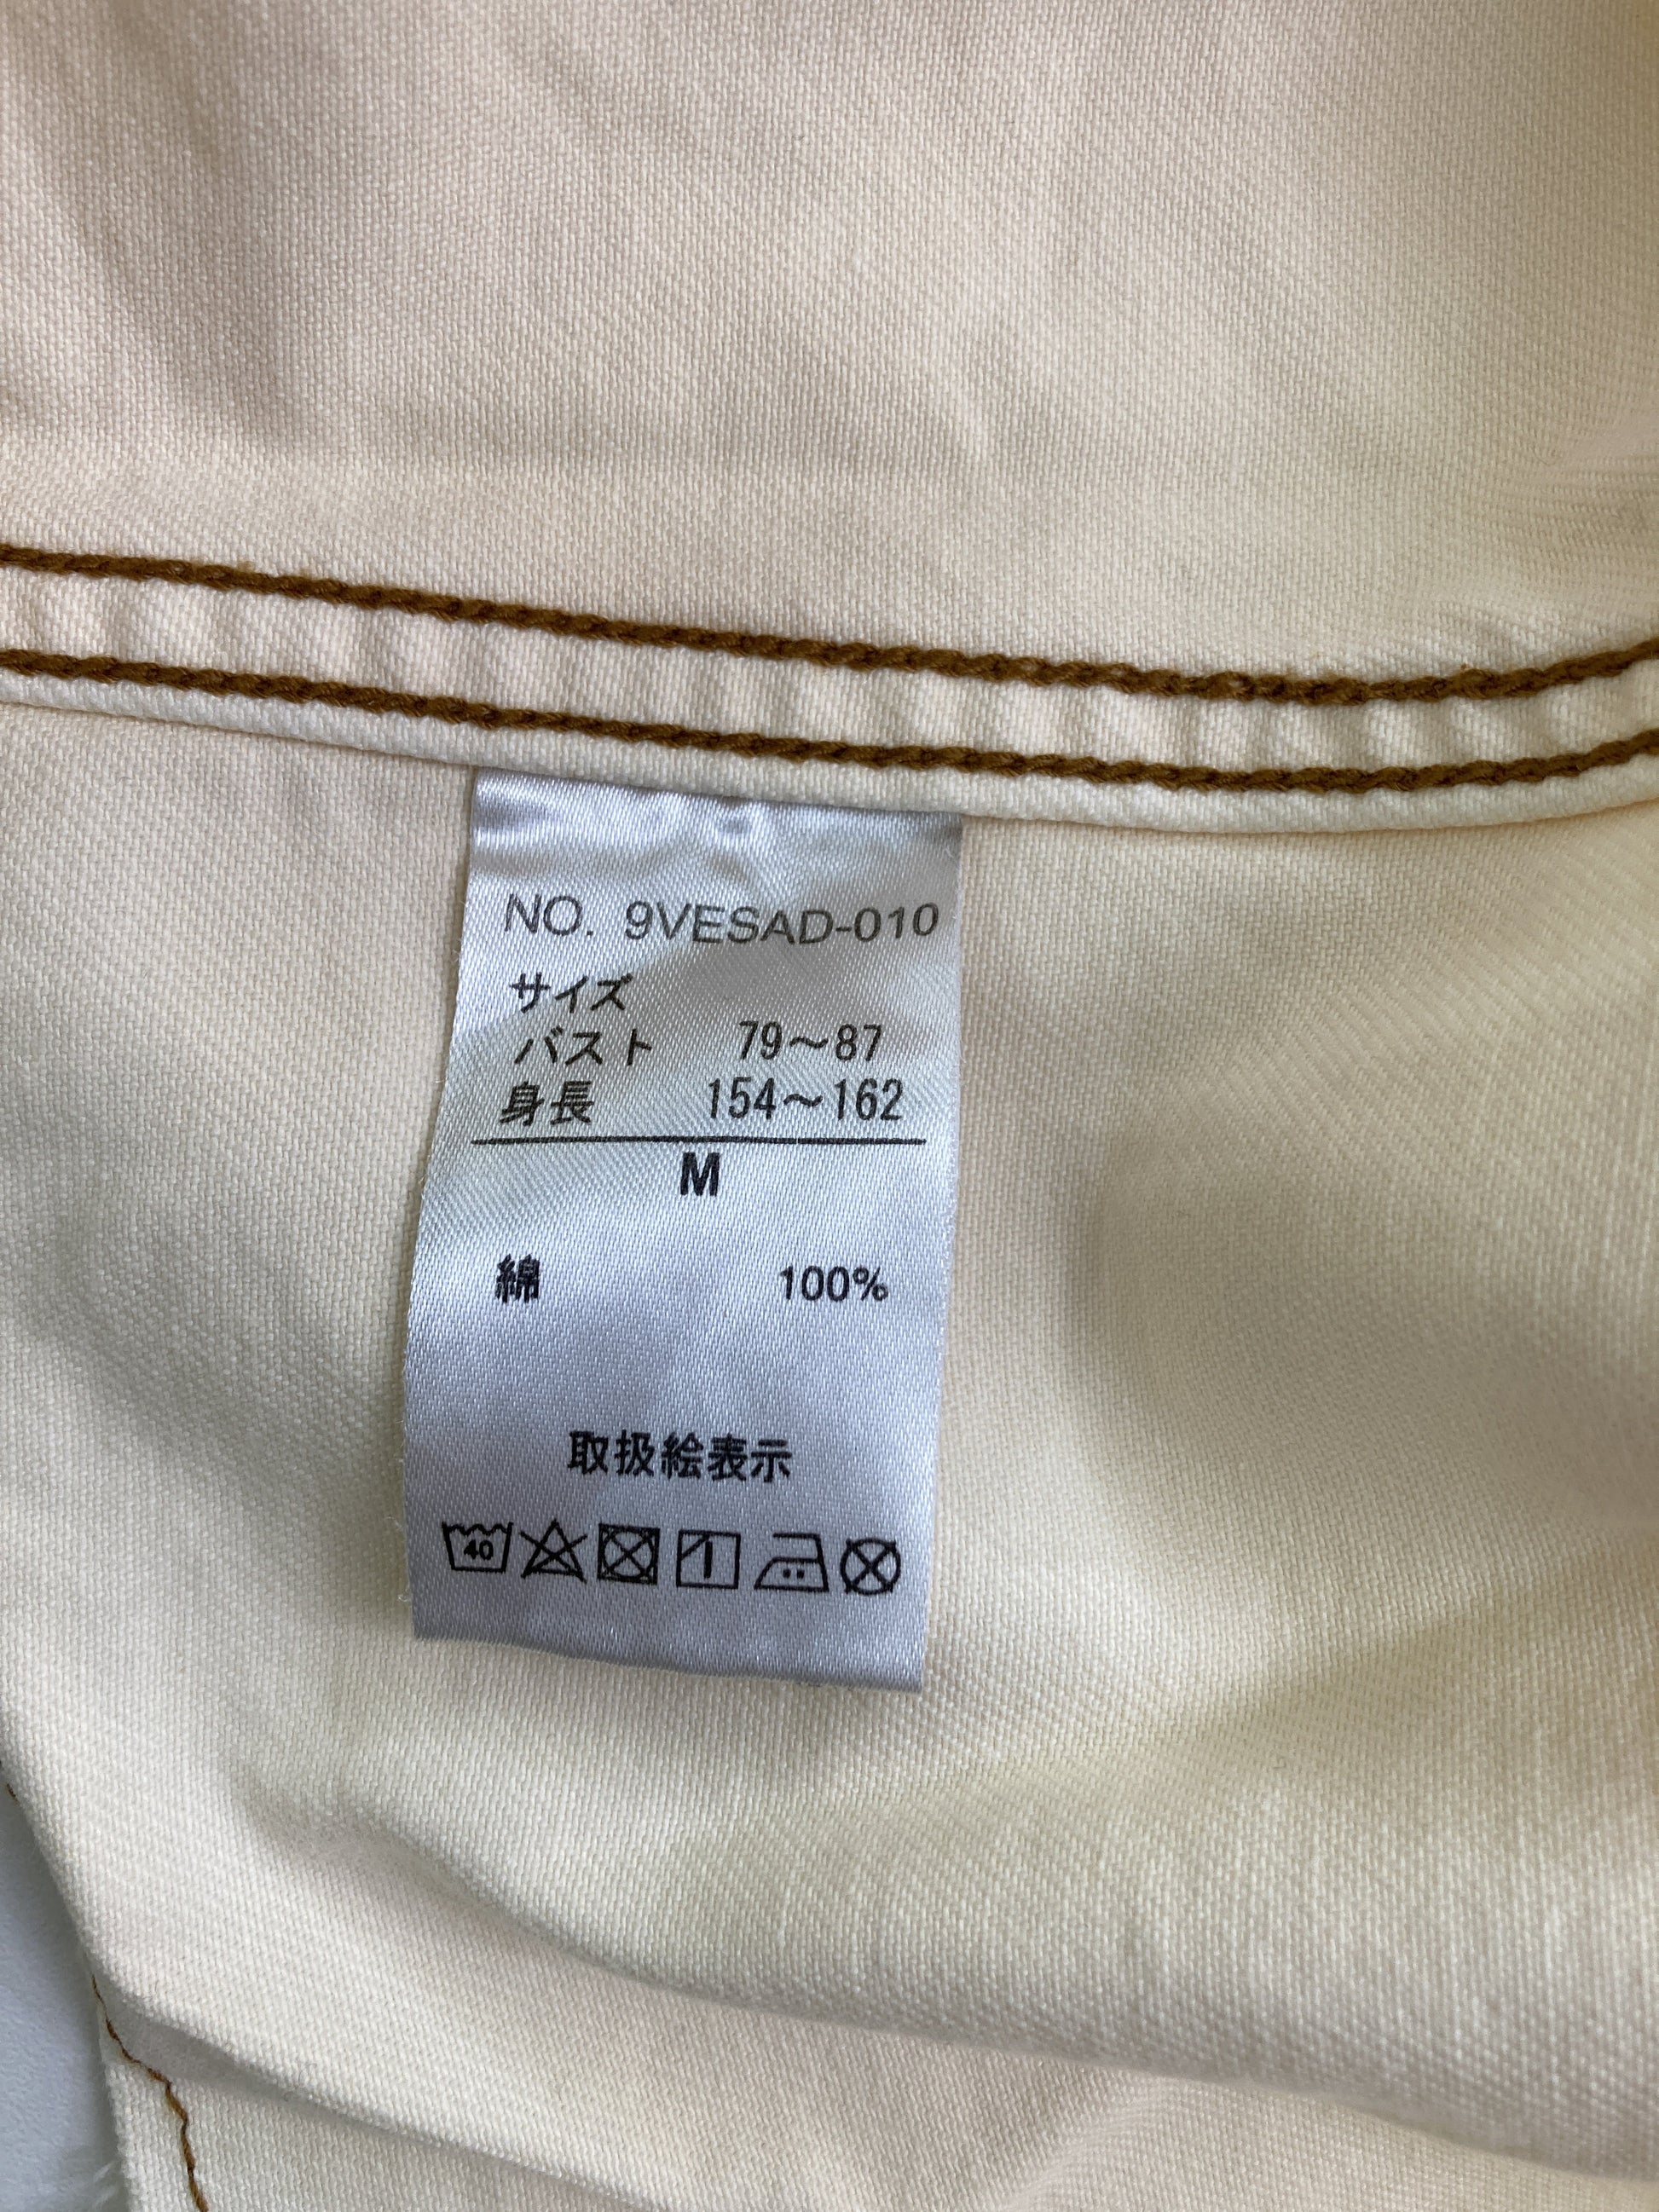 NO. 9VESAD-010
サイズ
バスト 79～87
身長 154～162
M
綿 100%
取扱絵表示
40